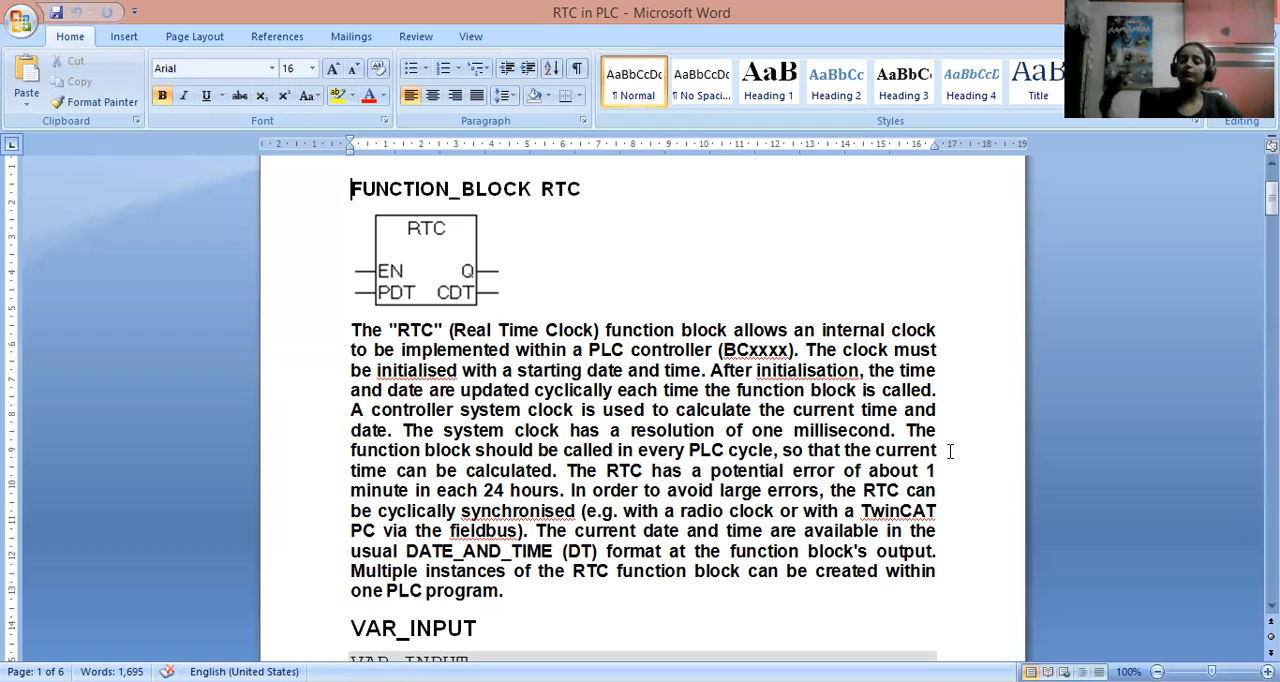 RTC in PLC - Microsoft Word
Home Insert Page Layout References Mailings Review View
Paste
Cut
Copy
Format Painter
Clipboard
Arial 16
Font
Paragraph
AaBbCcDc AaBbCcDc AaB AaBbCc AaBbC AaBbCcD AaB
¶ Normal ¶ No Spaci... Heading 1 Heading 2 Heading 3 Heading 4 Title
Styles
Editing
FUNCTION_BLOCK RTC
RTC
EN Q
PDT CDT
The "RTC" (Real Time Clock) function block allows an internal clock
to be implemented within a PLC controller (BCxxxx). The clock must
be initialised with a starting date and time. After initialisation, the time
and date are updated cyclically each time the function block is called.
A controller system clock is used to calculate the current time and
date. The system clock has a resolution of one millisecond. The
function block should be called in every PLC cycle, so that the current
time can be calculated. The RTC has a potential error of about 1
minute in each 24 hours. In order to avoid large errors, the RTC can
be cyclically synchronised (e.g. with a radio clock or with a TwinCAT
PC via the fieldbus). The current date and time are available in the
usual DATE_AND_TIME (DT) format at the function block's output.
Multiple instances of the RTC function block can be created within
one PLC program.
VAR_INPUT
VAR_INPUT
Page: 1 of 6 Words: 1,695 English (United States) 100%